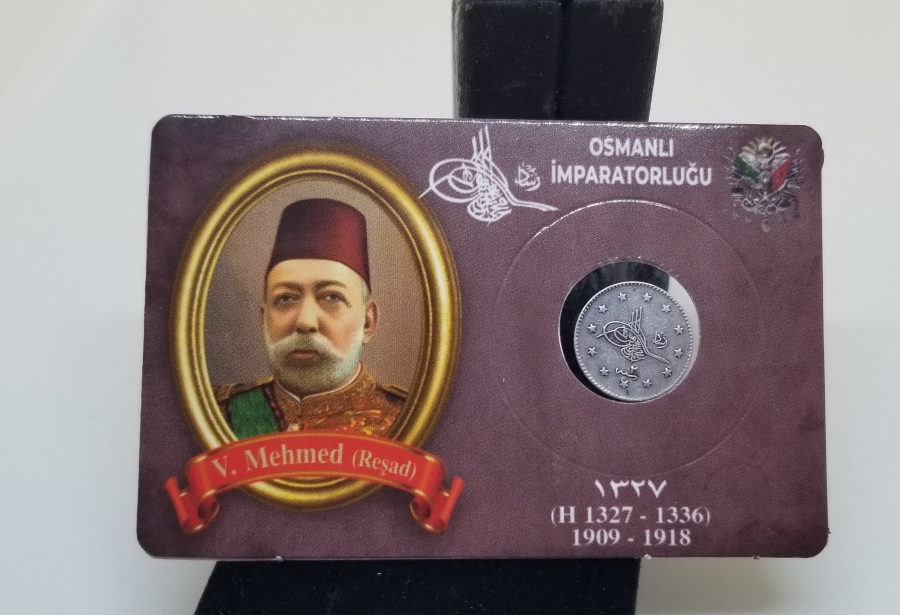 OSMANLI
İMPARATORLUĞU
V. Mehmed (Reşad)
١٣٢٧
(H 1327 - 1336)
1909 - 1918